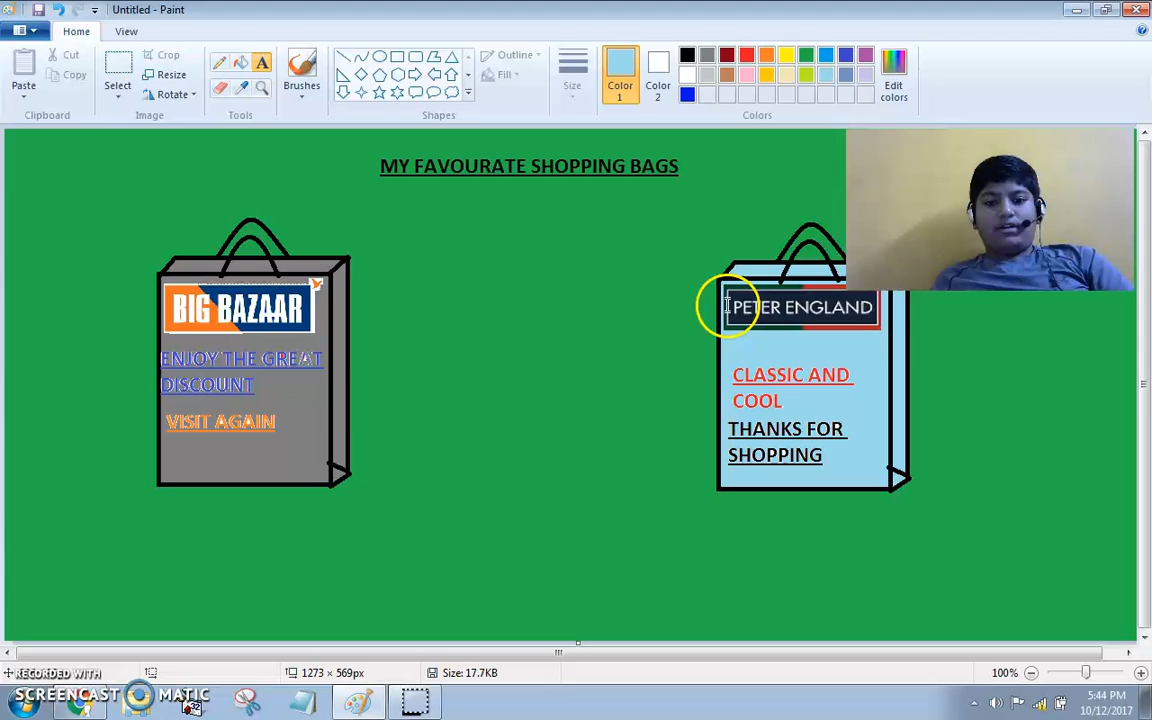 Untitled - Paint
Home
View
Paste
Cut
Copy
Clipboard
Select
Crop
Resize
Rotate
Image
A
Tools
Brushes
Outline
Fill
Shapes
Size
Color 1
Color 2
Edit colors
Colors
MY FAVOURATE SHOPPING BAGS
BIG BAZAAR
ENJOY THE GREAT
DISCOUNT
VISIT AGAIN
PETER ENGLAND
CLASSIC AND
COOL
THANKS FOR
SHOPPING
1273 × 569px
Size: 17.7KB
100%
RECORDED WITH
SCREENCAST MATIC
32
5:44 PM
10/12/2017